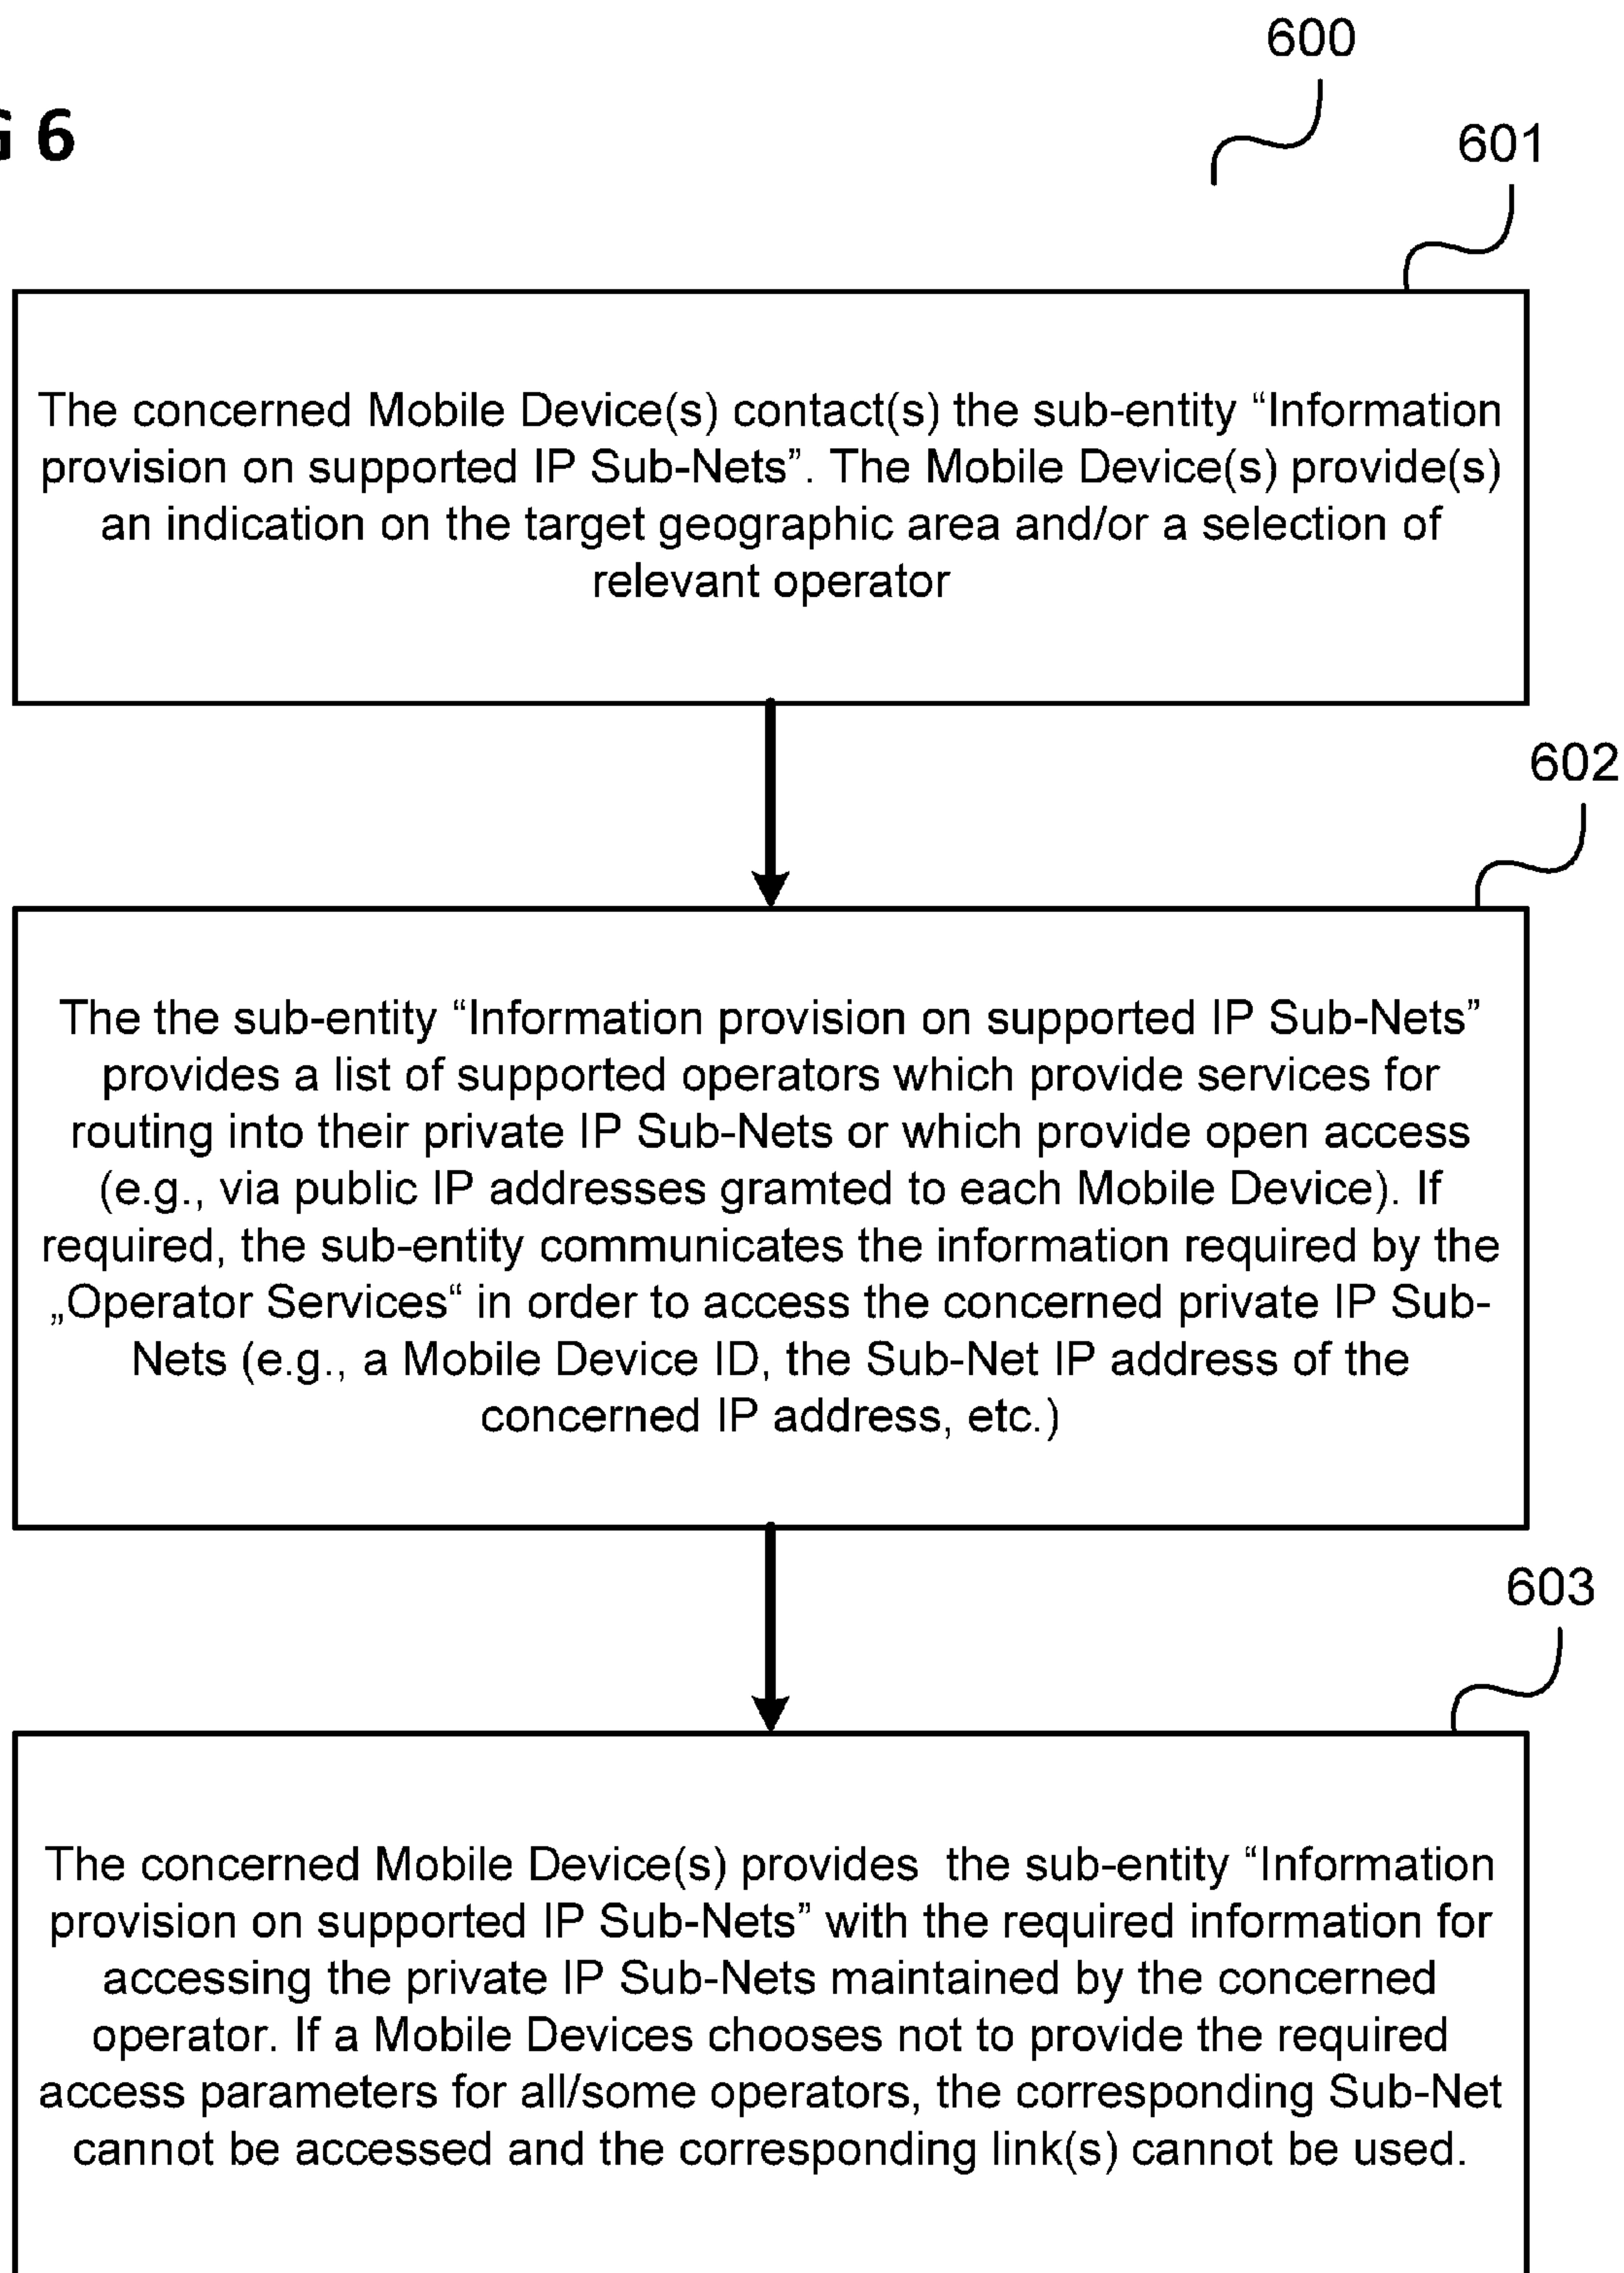 600
G 6
601
The concerned Mobile Device(s) contact(s) the sub-entity “Information
provision on supported IP Sub-Nets”. The Mobile Device(s) provide(s)
an indication on the target geographic area and/or a selection of
relevant operator
602
The the sub-entity “Information provision on supported IP Sub-Nets”
provides a list of supported operators which provide services for
routing into their private IP Sub-Nets or which provide open access
(e.g., via public IP addresses gramted to each Mobile Device). If
required, the sub-entity communicates the information required by the
„Operator Services“ in order to access the concerned private IP Sub-
Nets (e.g., a Mobile Device ID, the Sub-Net IP address of the
concerned IP address, etc.)
603
The concerned Mobile Device(s) provides  the sub-entity “Information
provision on supported IP Sub-Nets” with the required information for
accessing the private IP Sub-Nets maintained by the concerned
operator. If a Mobile Devices chooses not to provide the required
access parameters for all/some operators, the corresponding Sub-Net
cannot be accessed and the corresponding link(s) cannot be used.